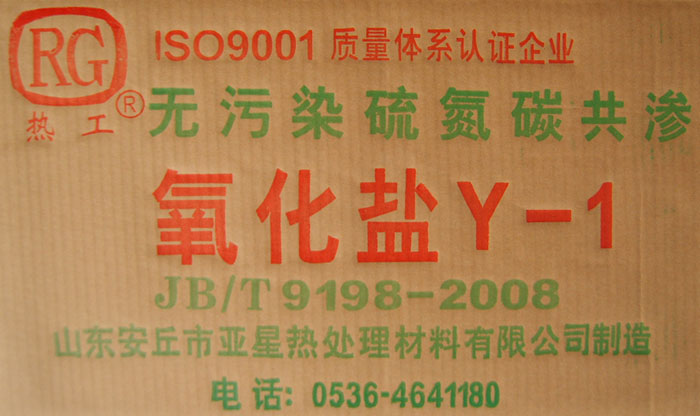 RG ISO9001 质量体系认证企业
热工® 无污染硫氮碳共渗
氧化盐Y-1
JB/T 9198-2008
山东安丘市亚星热处理材料有限公司制造
电话: 0536-4641180